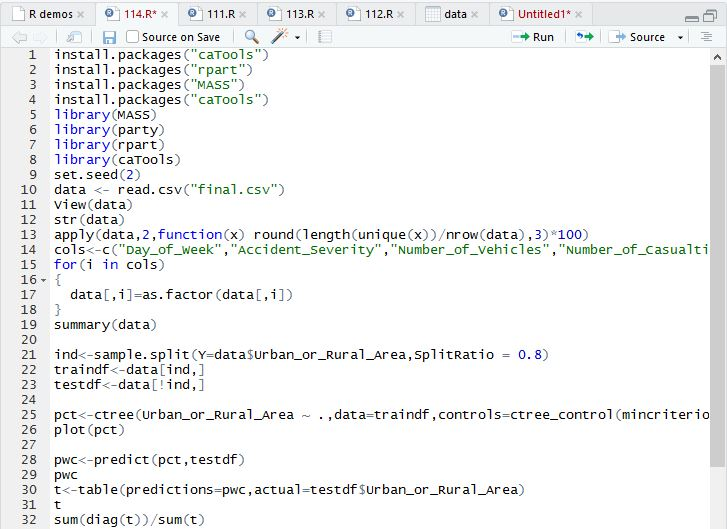 R demos 114.R* 111.R 113.R 112.R data Untitled1*
Source on Save Run Source
1 install.packages("caTools")
2 install.packages("rpart")
3 install.packages("MASS")
4 install.packages("caTools")
5 library(MASS)
6 library(party)
7 library(rpart)
8 library(caTools)
9 set.seed(2)
10 data <- read.csv("final.csv")
11 View(data)
12 str(data)
13 apply(data,2,function(x) round(length(unique(x))/nrow(data),3)*100)
14 cols<-c("Day_of_Week","Accident_Severity","Number_of_Vehicles","Number_of_Casualti
15 for(i in cols)
16 {
17 data[,i]=as.factor(data[,i])
18 }
19 summary(data)
20
21 ind<-sample.split(Y=data$Urban_or_Rural_Area,SplitRatio = 0.8)
22 traindf<-data[ind,]
23 testdf<-data[!ind,]
24
25 pct<-ctree(Urban_or_Rural_Area ~ .,data=traindf,controls=ctree_control(mincriterio
26 plot(pct)
27
28 pwc<-predict(pct,testdf)
29 pwc
30 t<-table(predictions=pwc,actual=testdf$Urban_or_Rural_Area)
31 t
32 sum(diag(t))/sum(t)